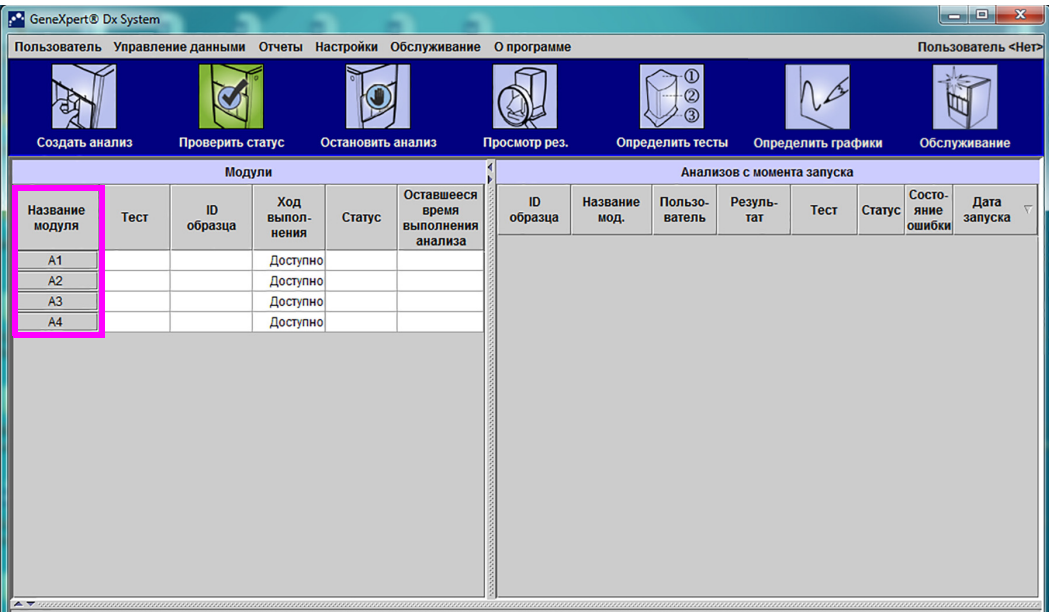 GeneXpert® Dx System
Пользователь Управление данными Отчеты Настройки Обслуживание О программе Пользователь <Нет>
①
②
③
Создать анализ Проверить статус Остановить анализ Просмотр рез. Определить тесты Определить графики Обслуживание
Модули
Название модуля Тест ID образца Ход выпол-нения Статус Оставшееся время выполнения анализа
A1 Доступно
A2 Доступно
A3 Доступно
A4 Доступно
Анализов с момента запуска
ID образца Название мод. Пользо-ватель Резуль-тат Тест Статус Состо-яние ошибки Дата запуска